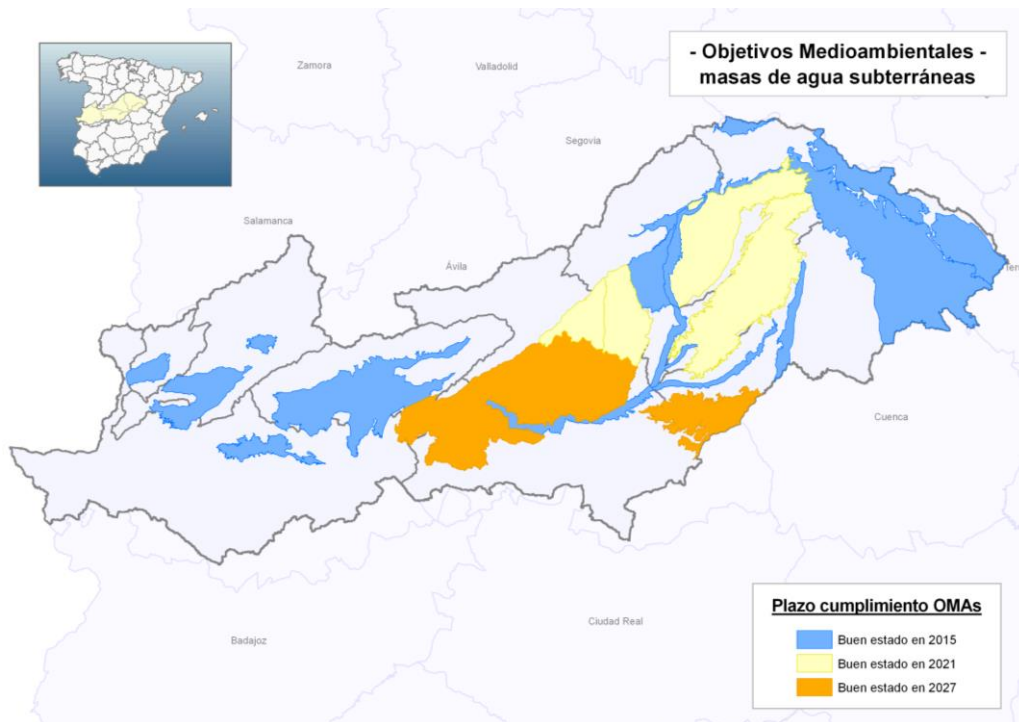 - Objetivos Medioambientales -
masas de agua subterráneas
Zamora
Valladolid
Segovia
Salamanca
Ávila
Ter
Cuenca
Ciudad Real
Badajoz
Plazo cumplimiento OMAs
Buen estado en 2015
Buen estado en 2021
Buen estado en 2027